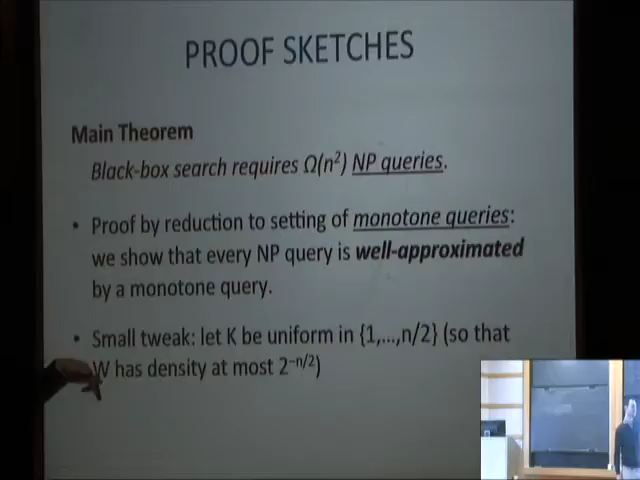 PROOF SKETCHES
Main Theorem
Black-box search requires Ω(n²) NP queries.
• Proof by reduction to setting of monotone queries:
we show that every NP query is well-approximated
by a monotone query.
• Small tweak: let K be uniform in {1,...,n/2} (so that
W has density at most 2⁻ⁿ/²)